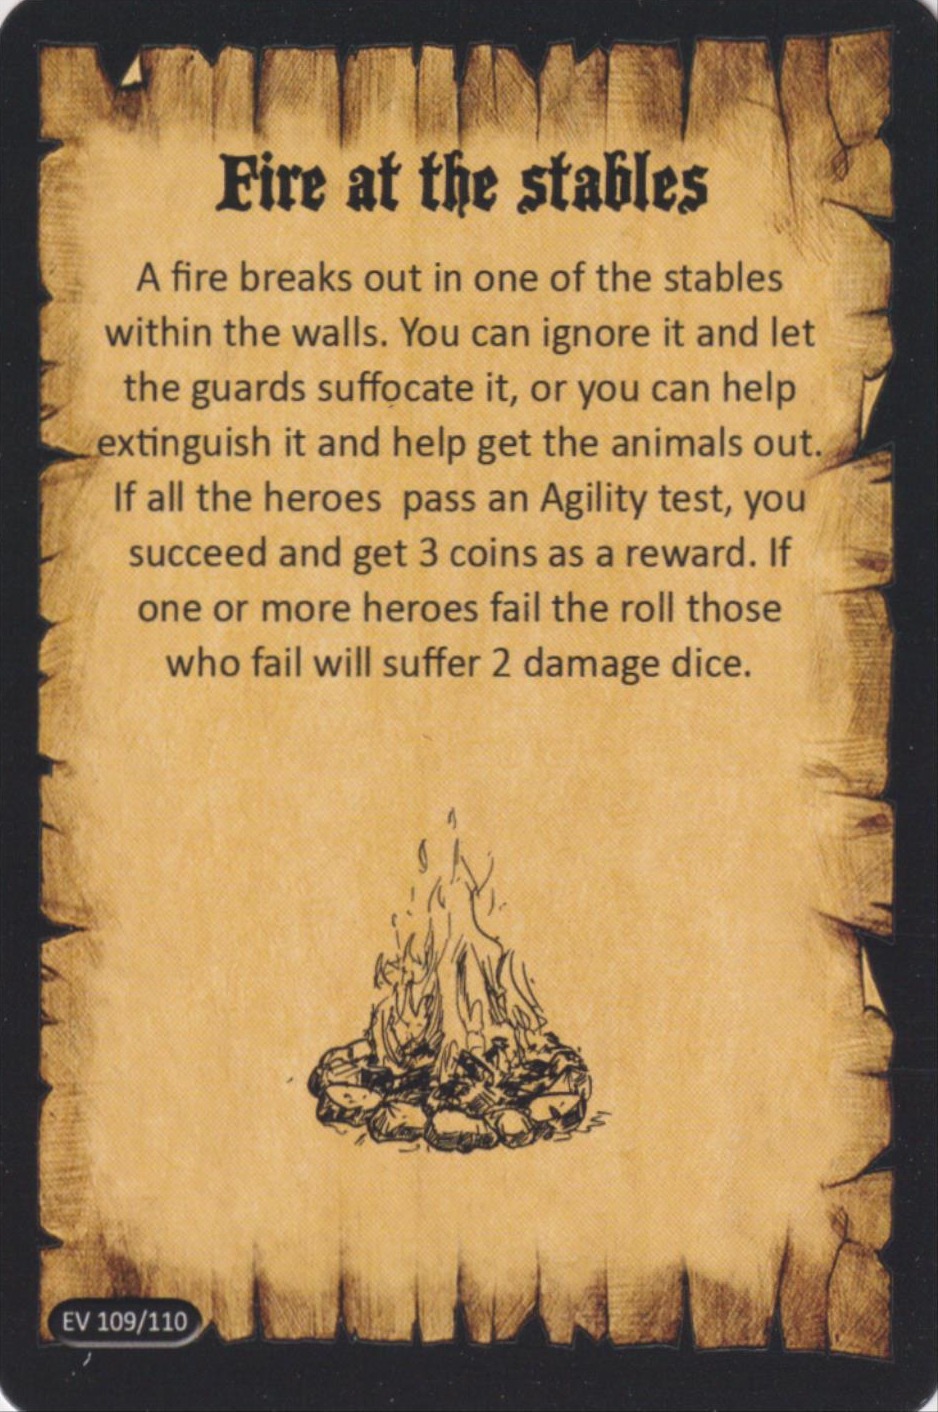 Fire at the stables
A fire breaks out in one of the stables
within the walls. You can ignore it and let
the guards suffocate it, or you can help
extinguish it and help get the animals out.
If all the heroes  pass an Agility test, you
succeed and get 3 coins as a reward. If
one or more heroes fail the roll those
who fail will suffer 2 damage dice.
EV 109/110